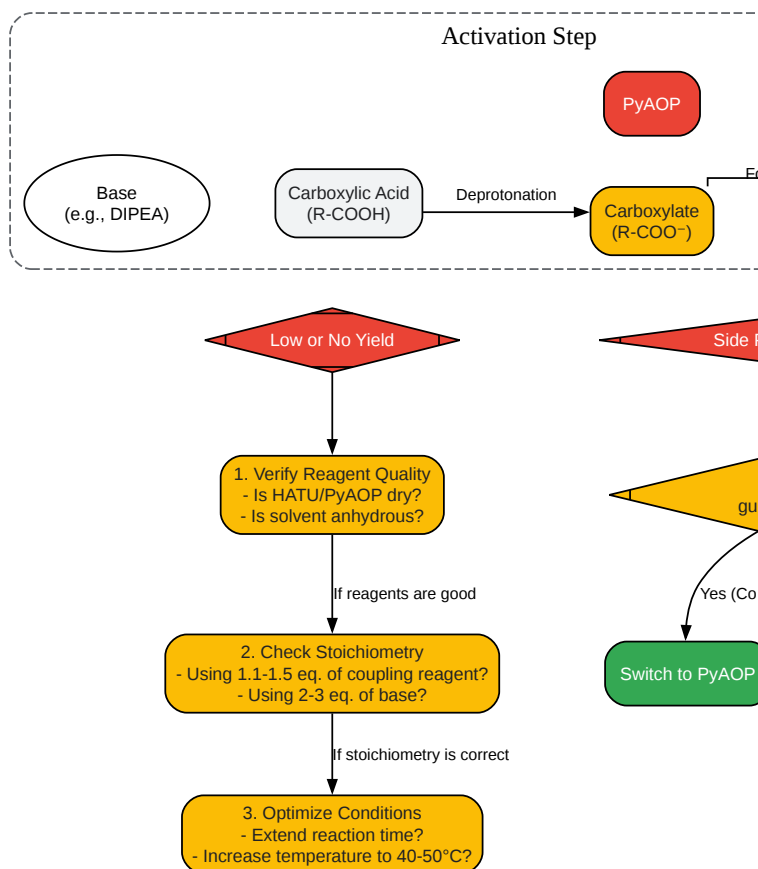 Activation Step
PyAOP
Base
(e.g., DIPEA)
Carboxylic Acid
(R-COOH)
Deprotonation
Carboxylate
(R-COO⁻)
Low or No Yield
Side
1. Verify Reagent Quality
- Is HATU/PyAOP dry?
- Is solvent anhydrous?
If reagents are good
Yes (Co
2. Check Stoichiometry
- Using 1.1-1.5 eq. of coupling reagent?
- Using 2-3 eq. of base?
Switch to PyAOP
If stoichiometry is correct
3. Optimize Conditions
- Extend reaction time?
- Increase temperature to 40-50°C?